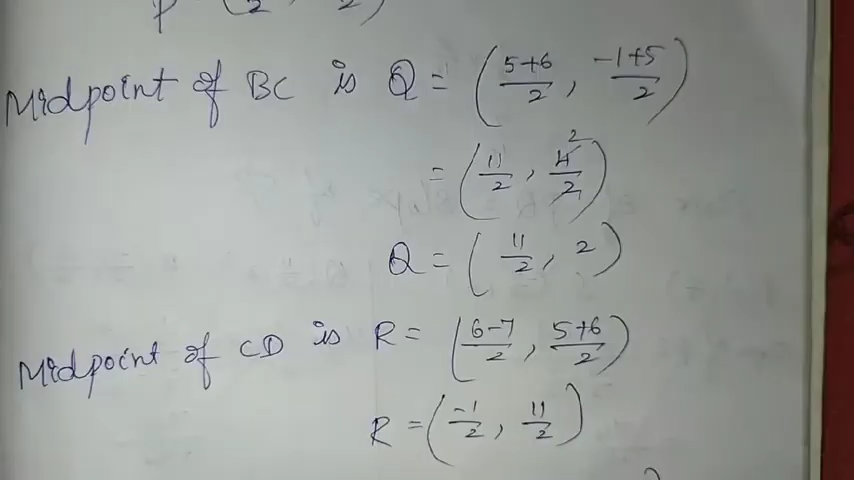 Midpoint of BC is Q = (5+6/2, -1+5/2)
= (11/2, 4/2) 2
Q = (11/2, 2)
Midpoint of CD is R = (6-7/2, 5+6/2)
R = (-1/2, 11/2)